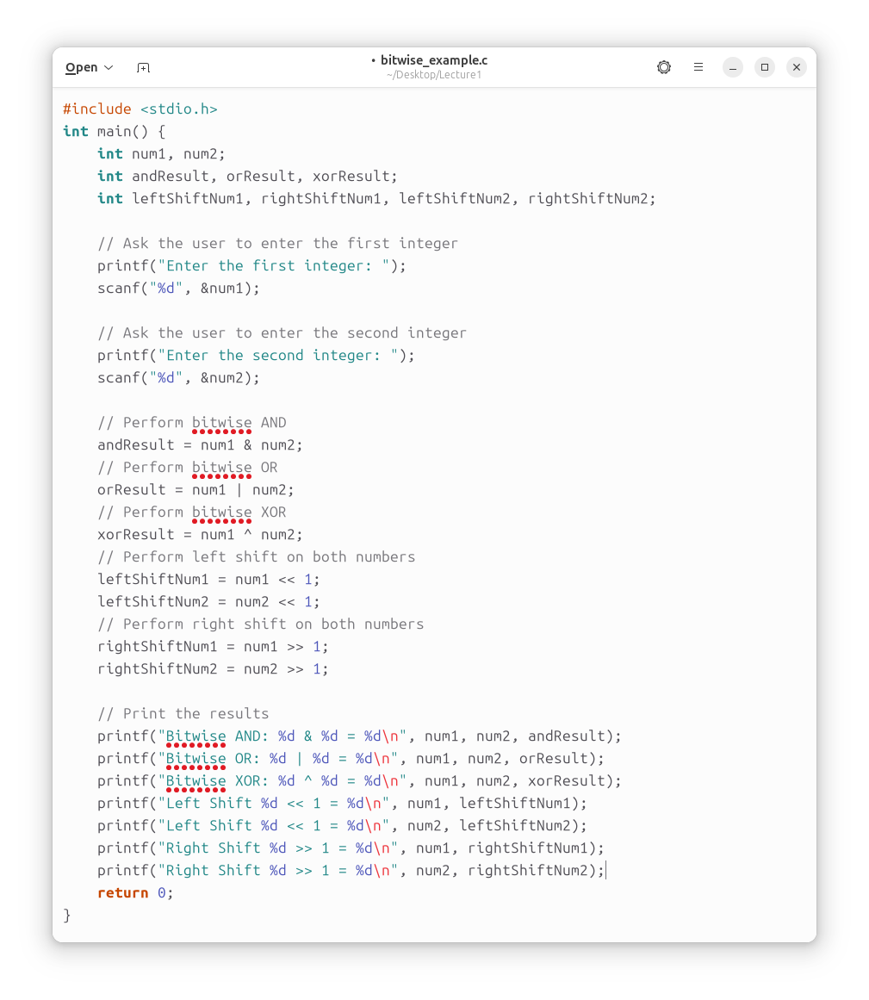 Open
• bitwise_example.c
~/Desktop/Lecture1
#include <stdio.h>
int main() {
    int num1, num2;
    int andResult, orResult, xorResult;
    int leftShiftNum1, rightShiftNum1, leftShiftNum2, rightShiftNum2;

    // Ask the user to enter the first integer
    printf("Enter the first integer: ");
    scanf("%d", &num1);

    // Ask the user to enter the second integer
    printf("Enter the second integer: ");
    scanf("%d", &num2);

    // Perform bitwise AND
    andResult = num1 & num2;
    // Perform bitwise OR
    orResult = num1 | num2;
    // Perform bitwise XOR
    xorResult = num1 ^ num2;
    // Perform left shift on both numbers
    leftShiftNum1 = num1 << 1;
    leftShiftNum2 = num2 << 1;
    // Perform right shift on both numbers
    rightShiftNum1 = num1 >> 1;
    rightShiftNum2 = num2 >> 1;

    // Print the results
    printf("Bitwise AND: %d & %d = %d\n", num1, num2, andResult);
    printf("Bitwise OR: %d | %d = %d\n", num1, num2, orResult);
    printf("Bitwise XOR: %d ^ %d = %d\n", num1, num2, xorResult);
    printf("Left Shift %d << 1 = %d\n", num1, leftShiftNum1);
    printf("Left Shift %d << 1 = %d\n", num2, leftShiftNum2);
    printf("Right Shift %d >> 1 = %d\n", num1, rightShiftNum1);
    printf("Right Shift %d >> 1 = %d\n", num2, rightShiftNum2);
    return 0;
}